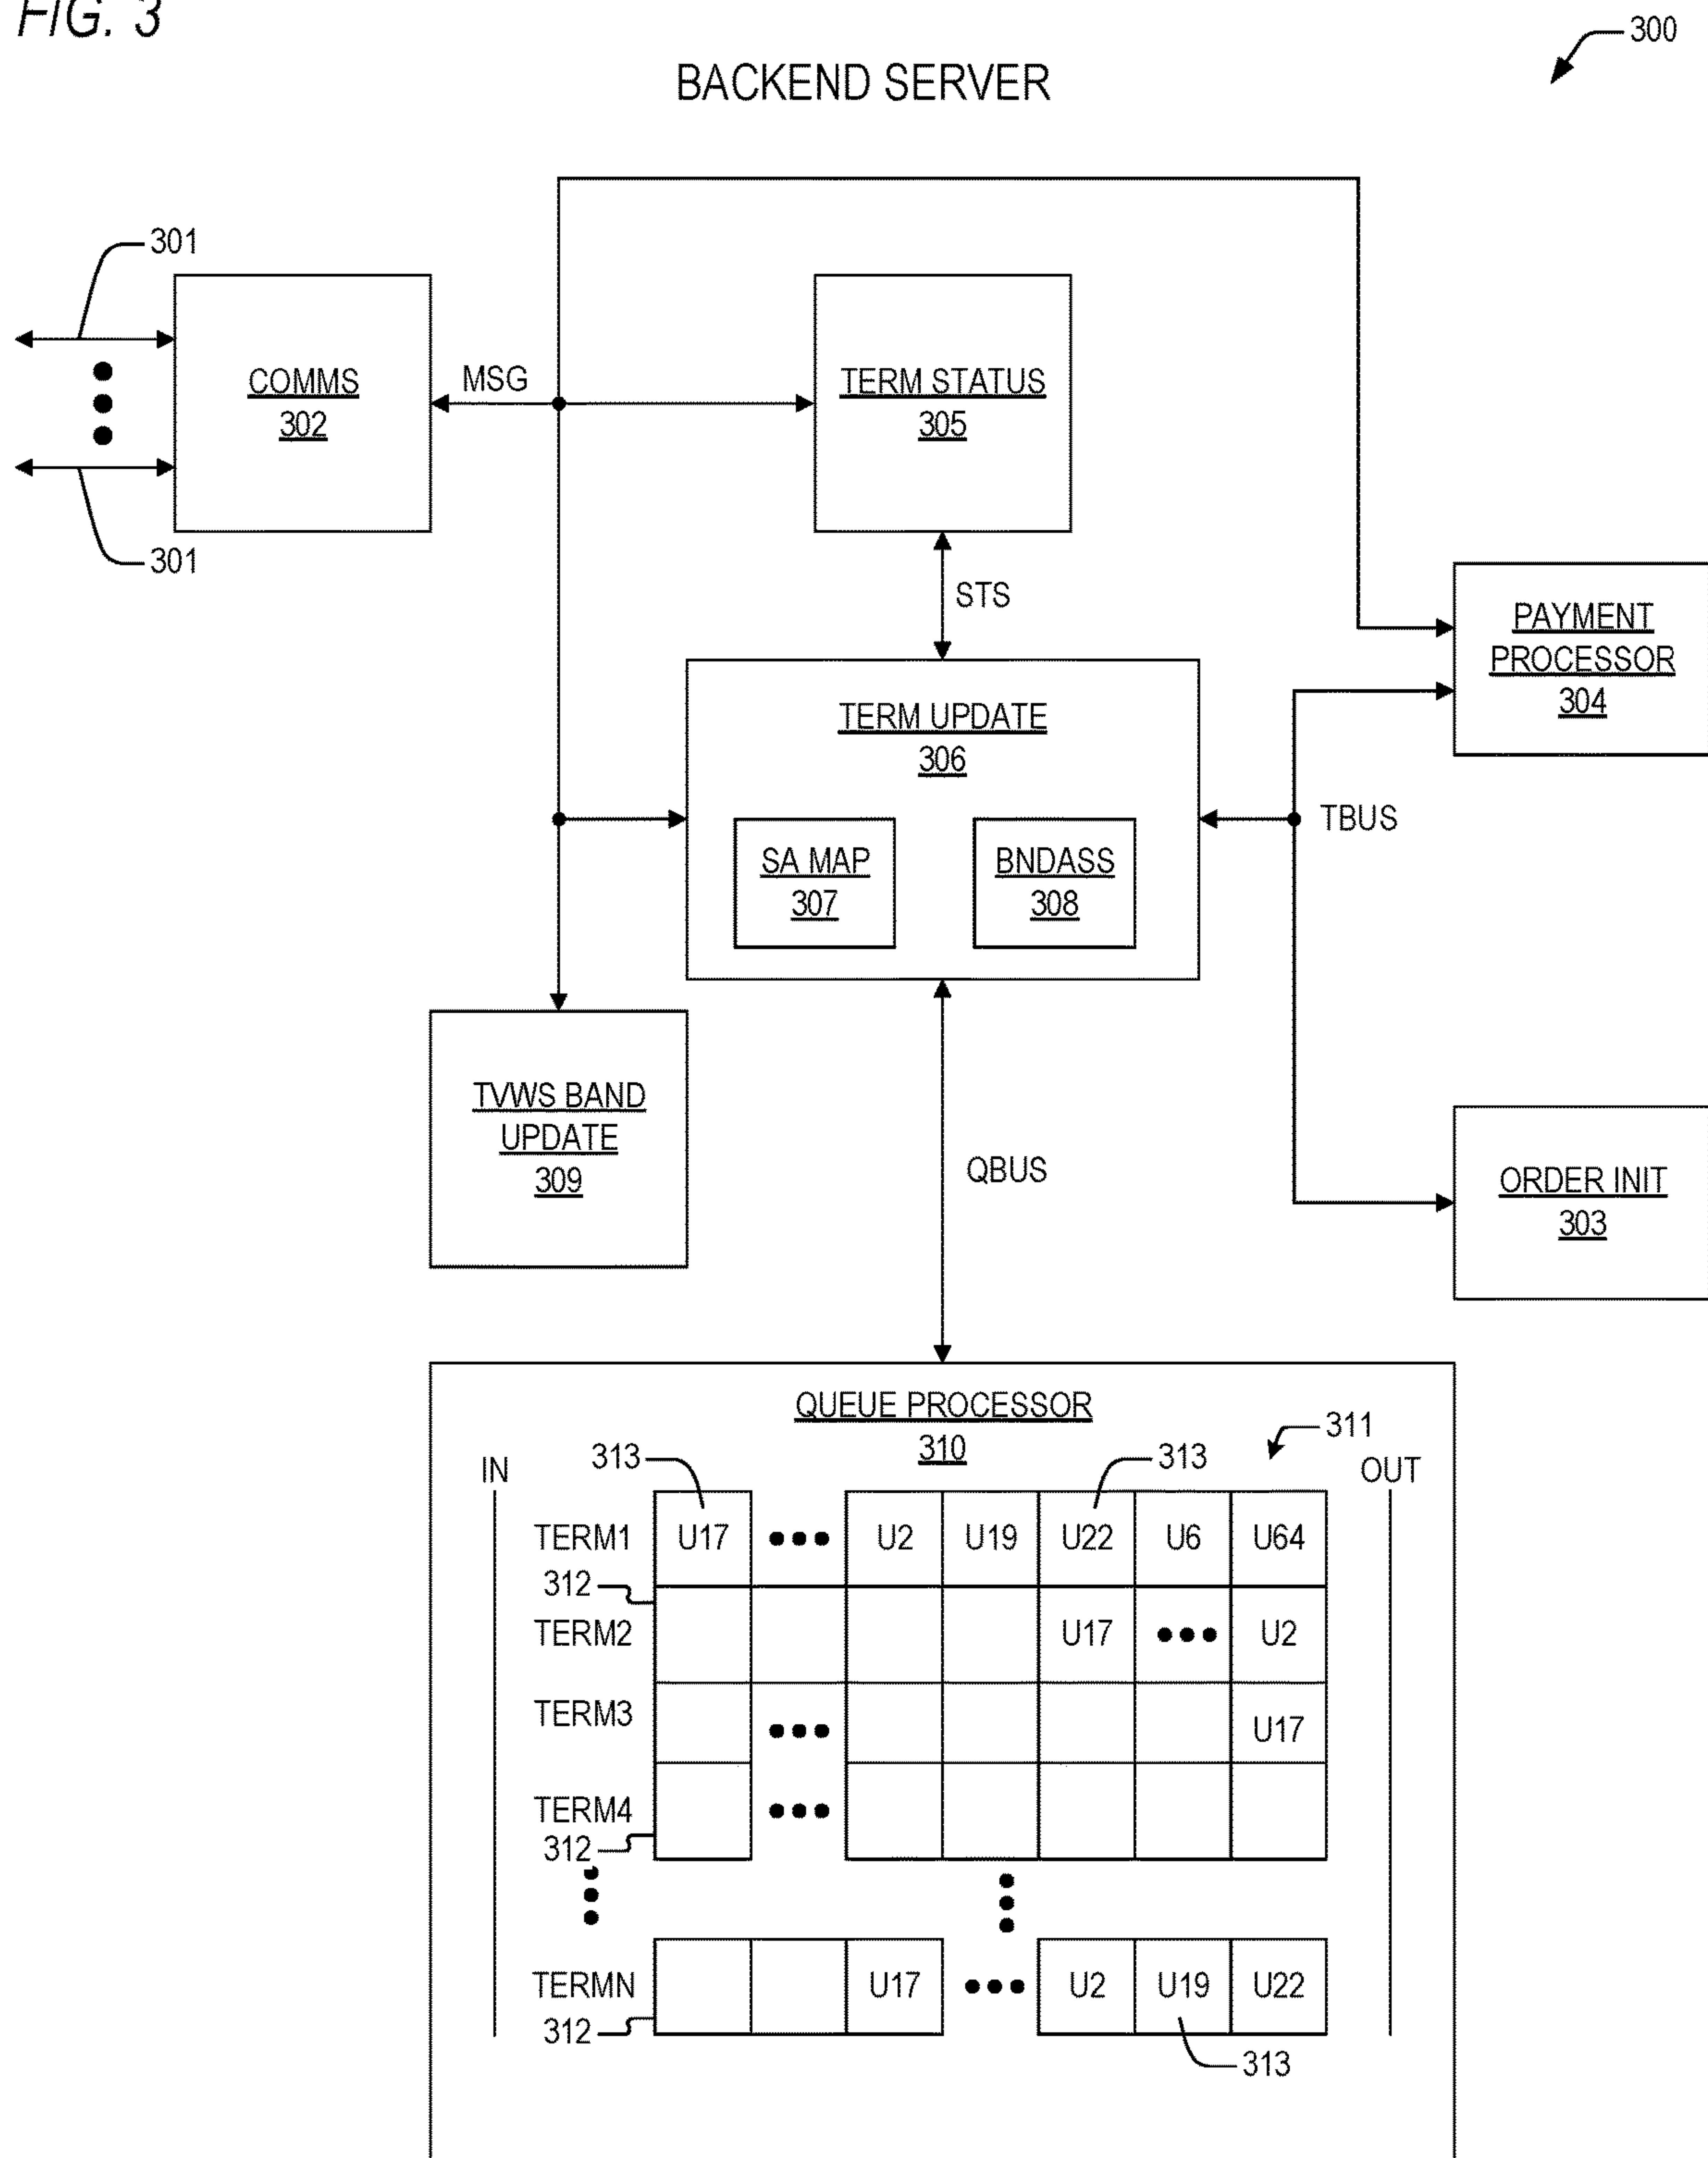 FIG. 3
300
BACKEND SERVER
301
COMMS
302
MSG
TERM STATUS
305
301
STS
PAYMENT
PROCESSOR
304
TERM UPDATE
306
TBUS
SA MAP
307
BNDASS
308
TVWS BAND
UPDATE
309
QBUS
ORDER INIT
303
QUEUE PROCESSOR
310
311
313
313
IN
OUT
TERM1 U17 U2 U19 U22 U6 U64
312
TERM2 U17 U2
TERM3 U17
TERM4
312
TERMN U17 U2 U19 U22
312
313